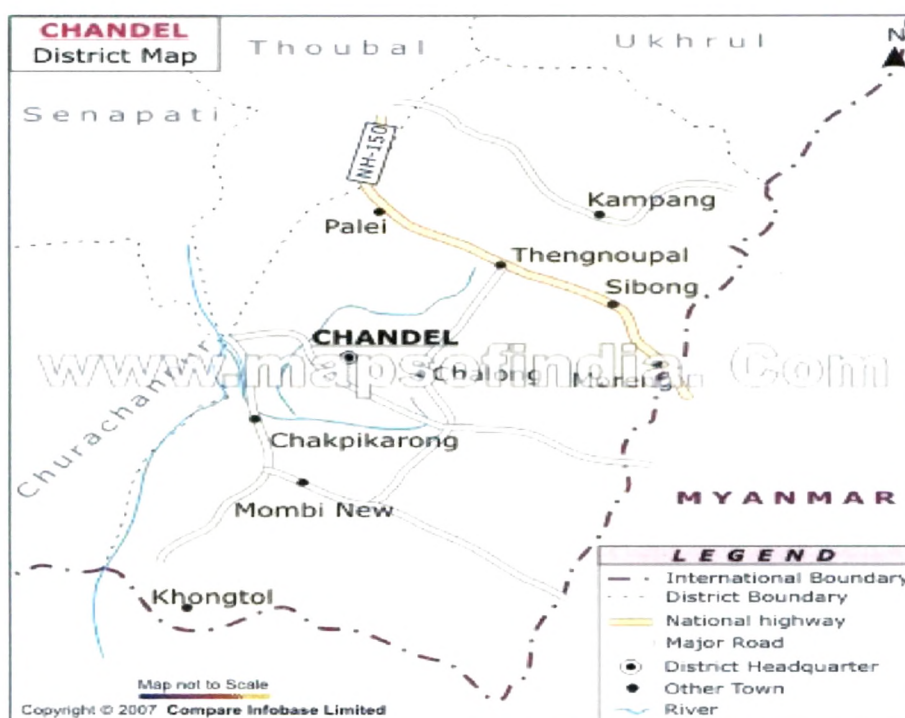 CHANDEL
District Map
Thoubal
Ukhrul
N
Senapati
NH-150
Kampang
Palei
Thengnoupal
Sibong
CHANDEL
www.mapsofindia.Com
Chalong
Moreh
Churachandpur
Chakpikarong
MYANMAR
Mombi New
LEGEND
International Boundary
District Boundary
National highway
Major Road
District Headquarter
Other Town
River
Khongtol
Map not to Scale
Copyright © 2007 Compare Infobase Limited